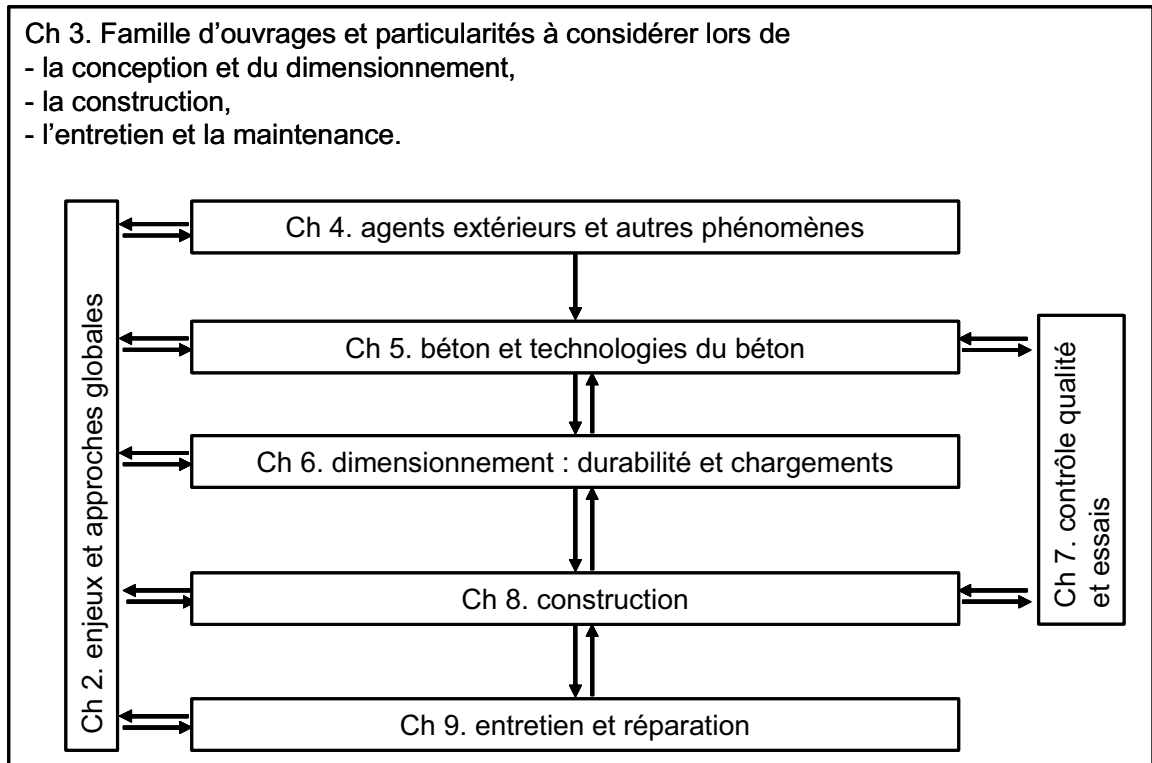 Ch 3. Famille d'ouvrages et particularités à considérer lors de
- la conception et du dimensionnement,
- la construction,
- l'entretien et la maintenance.
Ch 2. enjeux et approches globales
Ch 4. agents extérieurs et autres phénomènes
Ch 5. béton et technologies du béton
Ch 6. dimensionnement : durabilité et chargements
Ch 8. construction
Ch 9. entretien et réparation
Ch 7. contrôle qualité
et essais